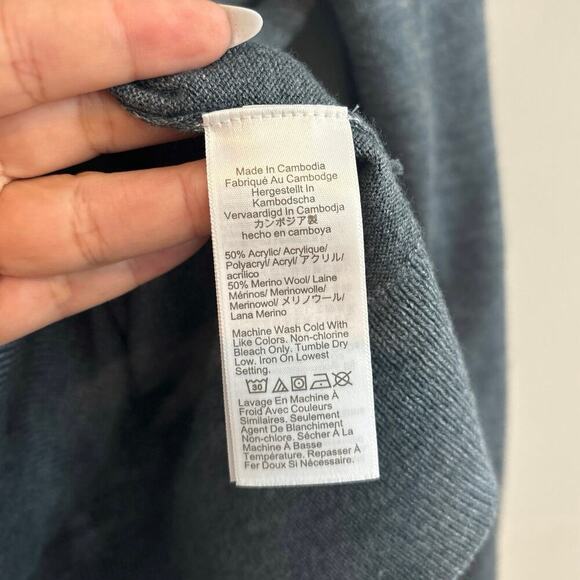 Made In Cambodia
Fabriqué Au Cambodge
Hergestellt In
Kambodscha
Vervaardigd In Cambodja
カンボジア製
hecho en camboya
50% Acrylic/ Acrylique/
Polyacryl/ Acryl/ アクリル/
acrilico
50% Merino Wool/ Laine
Mérinos/ Merinowolle/
Merinowol/ メリノウール/
Lana Merino
Machine Wash Cold With
Like Colors. Non-chlorine
Bleach Only. Tumble Dry
Low. Iron On Lowest
Setting.
30
Lavage En Machine À
Froid Avec Couleurs
Similaires. Seulement
Agent De Blanchiment
Non-chlore. Sécher À La
Machine À Basse
Température. Repasser À
Fer Doux Si Nécessaire.